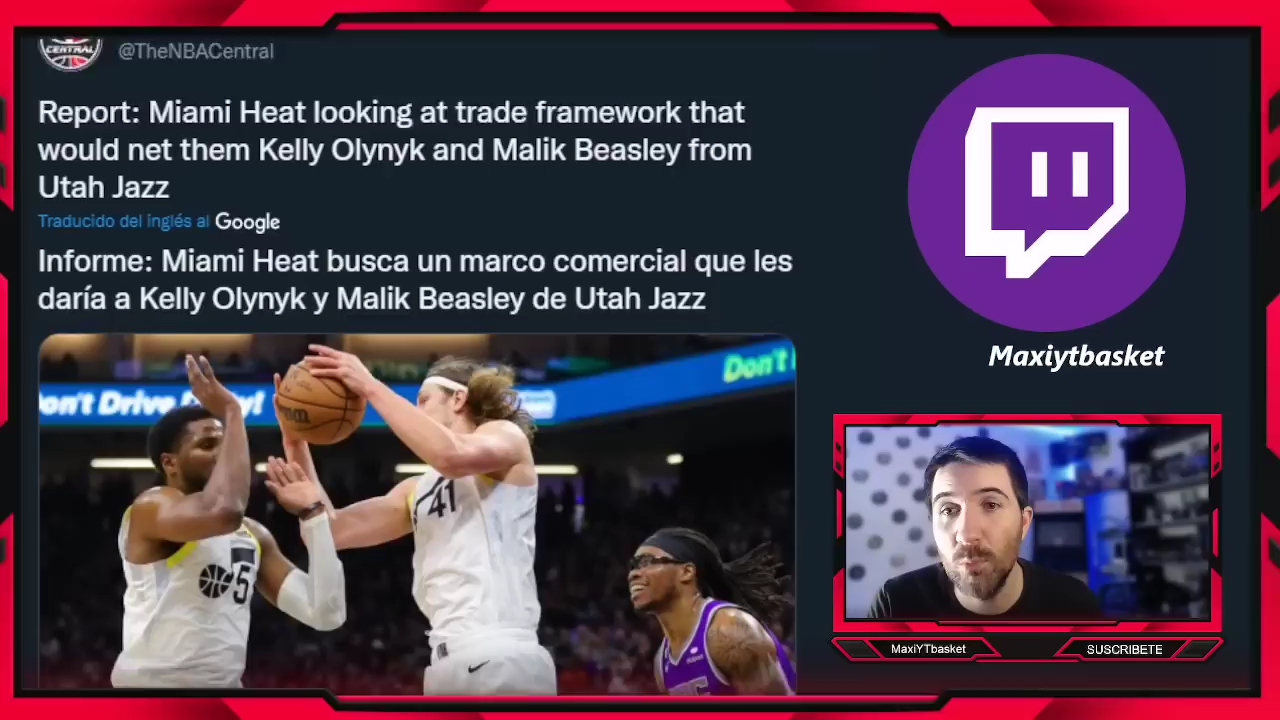 CENTRAL
@TheNBACentral
Report: Miami Heat looking at trade framework that
would net them Kelly Olynyk and Malik Beasley from
Utah Jazz
Traducido del inglés al Google
Informe: Miami Heat busca un marco comercial que les
daría a Kelly Olynyk y Malik Beasley de Utah Jazz
Don't
on't Drive
41
5
Maxiytbasket
MaxiYTbasket
SUSCRIBETE